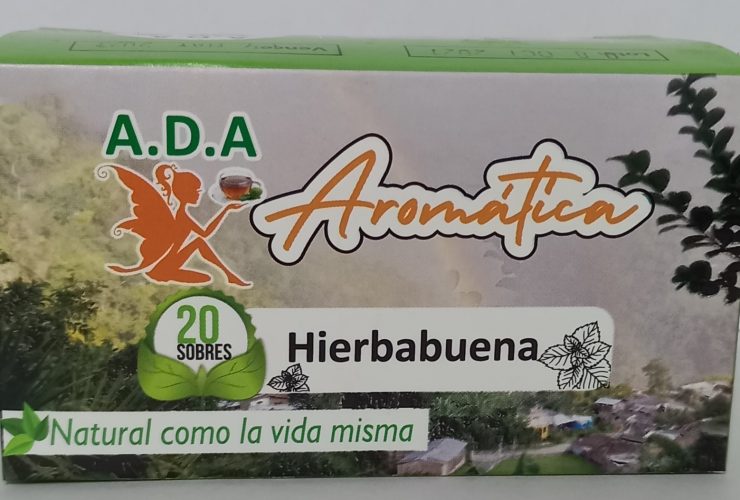 A.D.A
Aromática
20
SOBRES
Hierbabuena
Natural como la vida misma